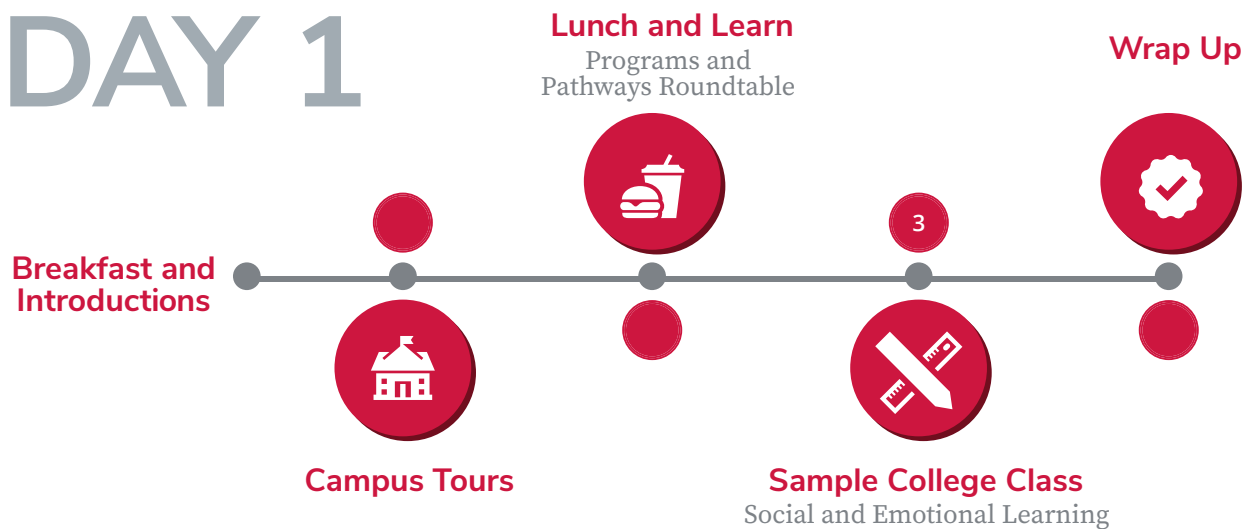 DAY 1
Breakfast and
Introductions
Campus Tours
Lunch and Learn
Programs and
Pathways Roundtable
3
Sample College Class
Social and Emotional Learning
Wrap Up